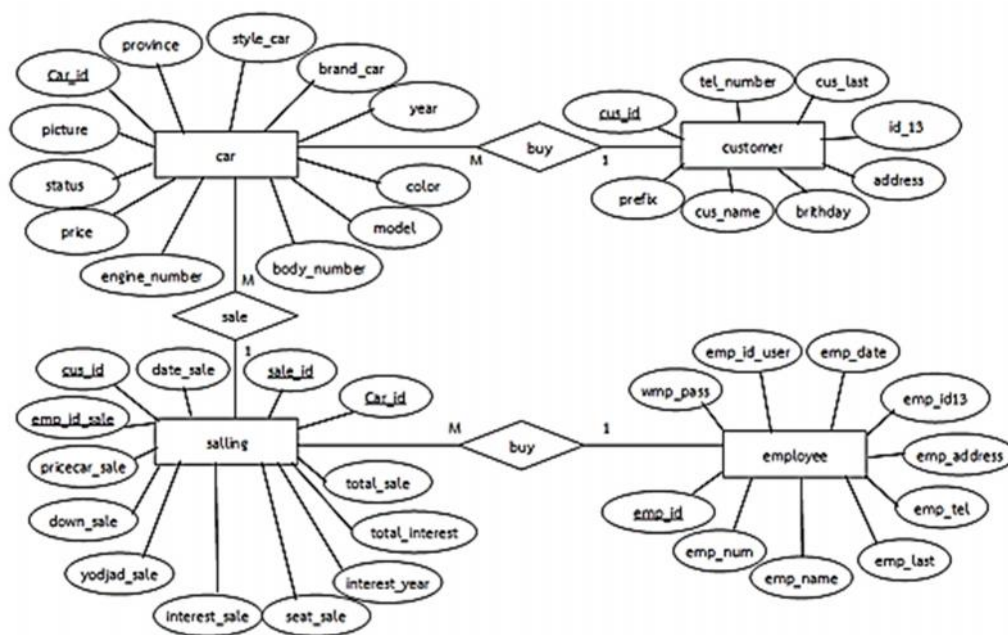 province
style_car
Car_id
brand_car
picture
year
car
status
color
price
model
engine_number
body_number
M
buy
1
tel_number
cus_last
cus_id
id_13
customer
address
prefix
cus_name
brithday
M
sale
1
cus_id
date_sale
sale_id
Car_id
emp_id_sale
salling
pricecar_sale
total_sale
down_sale
total_interest
yodjad_sale
interest_year
interest_sale
seat_sale
M
buy
1
emp_id_user
emp_date
wmp_pass
emp_id13
employee
emp_address
emp_id
emp_tel
emp_num
emp_last
emp_name